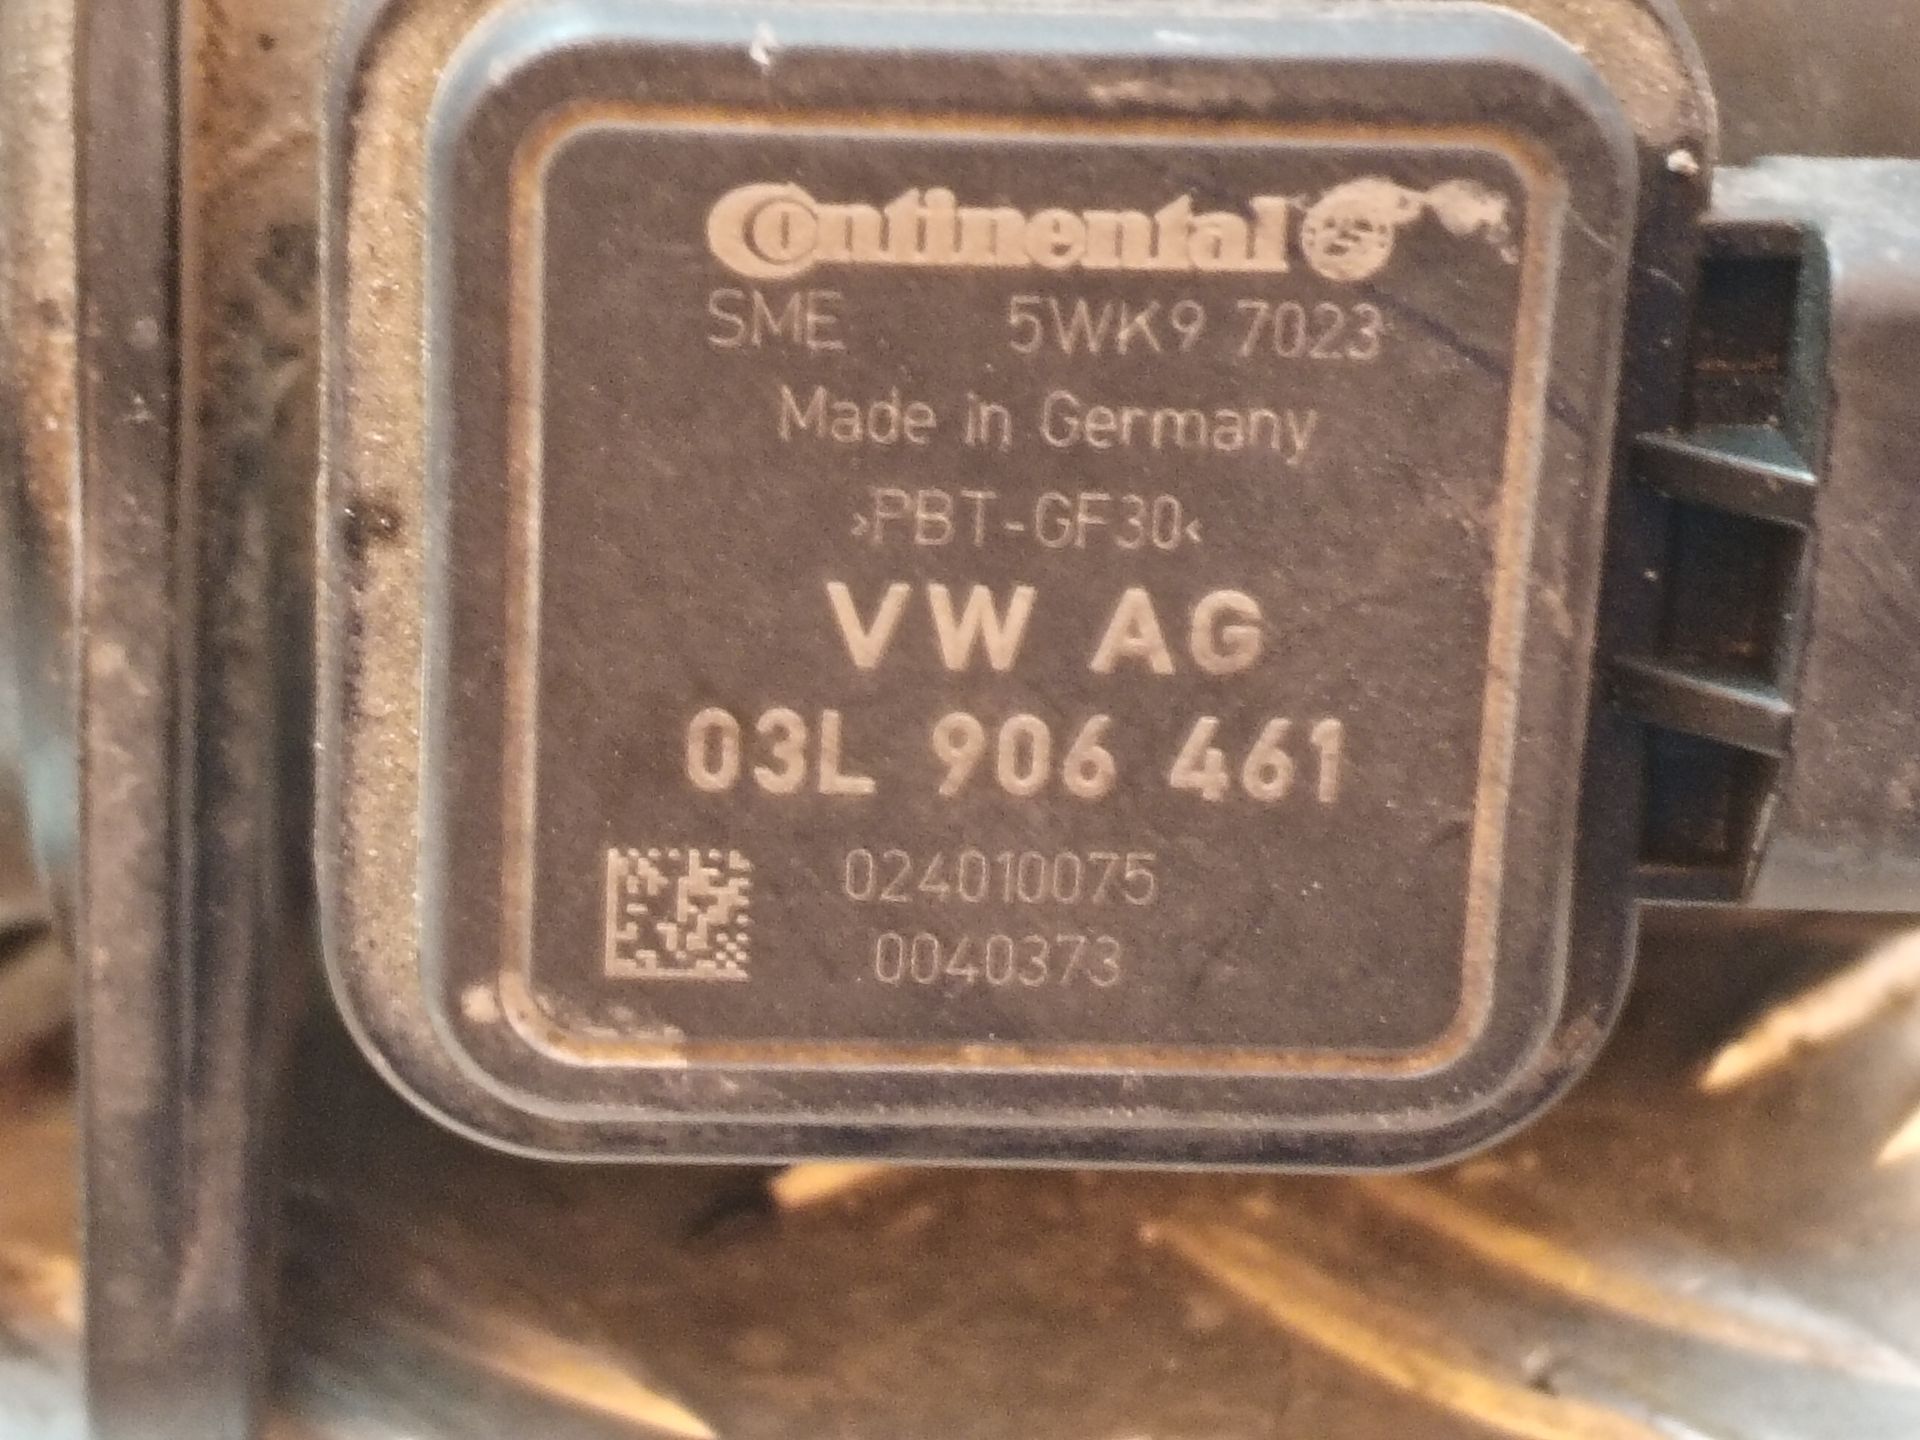 Continental
SME 5WK9 7023
Made in Germany
>PBT-GF30<
VW AG
03L 906 461
024010075
0040373